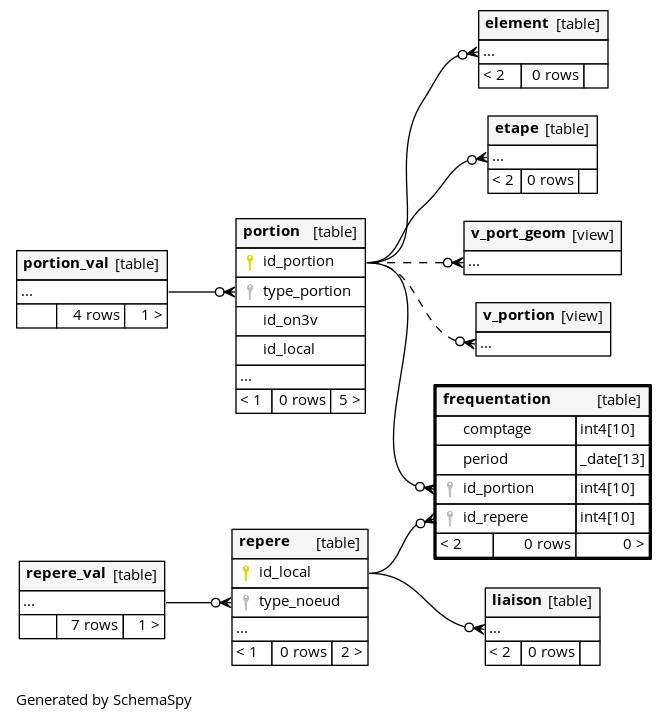 element [table]
...
< 2 0 rows
etape [table]
...
< 2 0 rows
v_port_geom [view]
...
v_portion [view]
...
portion [table]
id_portion
type_portion
id_on3v
id_local
...
< 1 0 rows 5 >
portion_val [table]
...
4 rows 1 >
frequentation [table]
comptage int4[10]
period _date[13]
id_portion int4[10]
id_repere int4[10]
< 2 0 rows 0 >
repere [table]
id_local
type_noeud
...
< 1 0 rows 2 >
repere_val [table]
...
7 rows 1 >
liaison [table]
...
< 2 0 rows
Generated by SchemaSpy